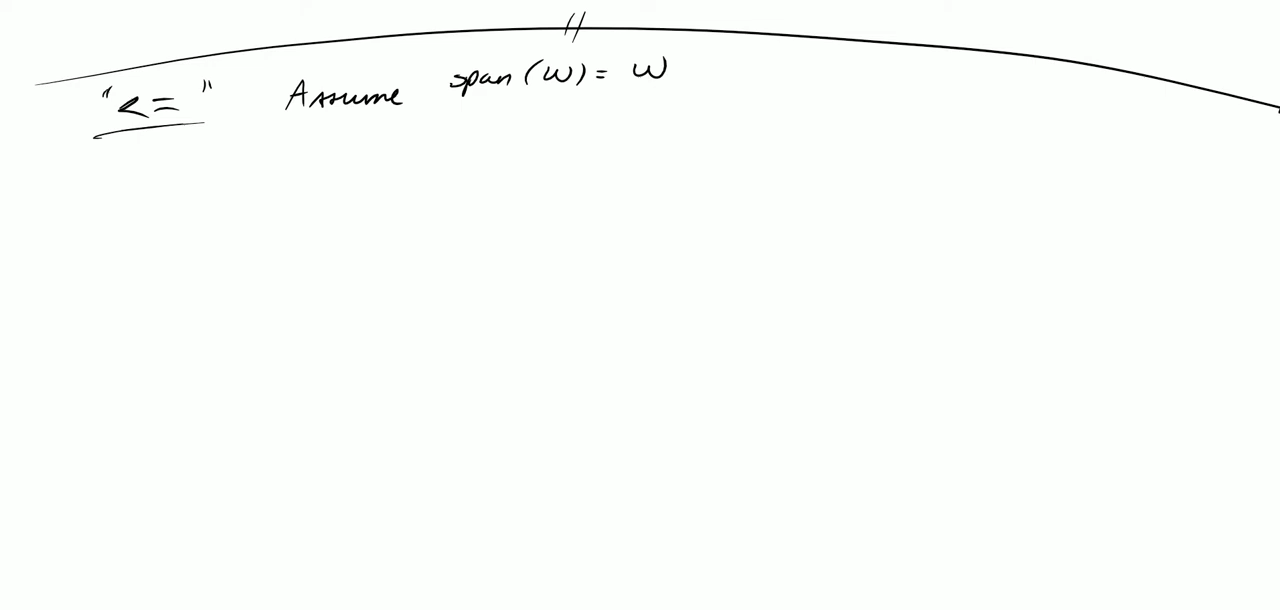 "<=" Assume span(W) = W